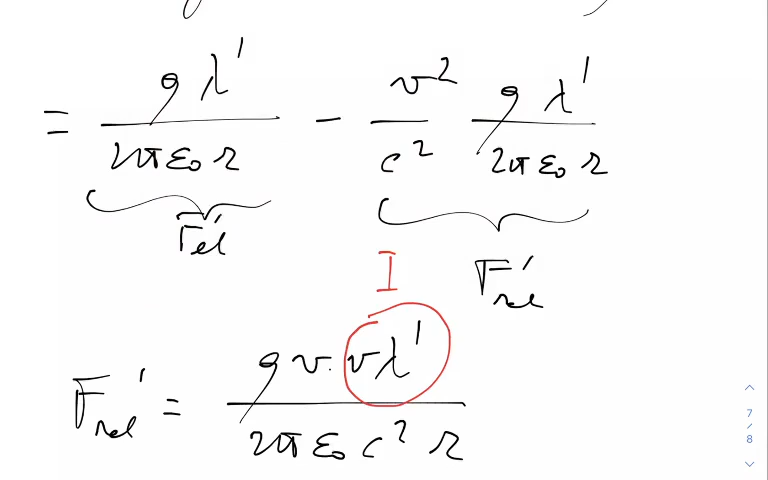 = qλ' / 2πε₀r − v²/c² qλ' / 2πε₀r
F'el
I F'rel
F'rel = qv·vλ' / 2πε₀c²r
7
/
8